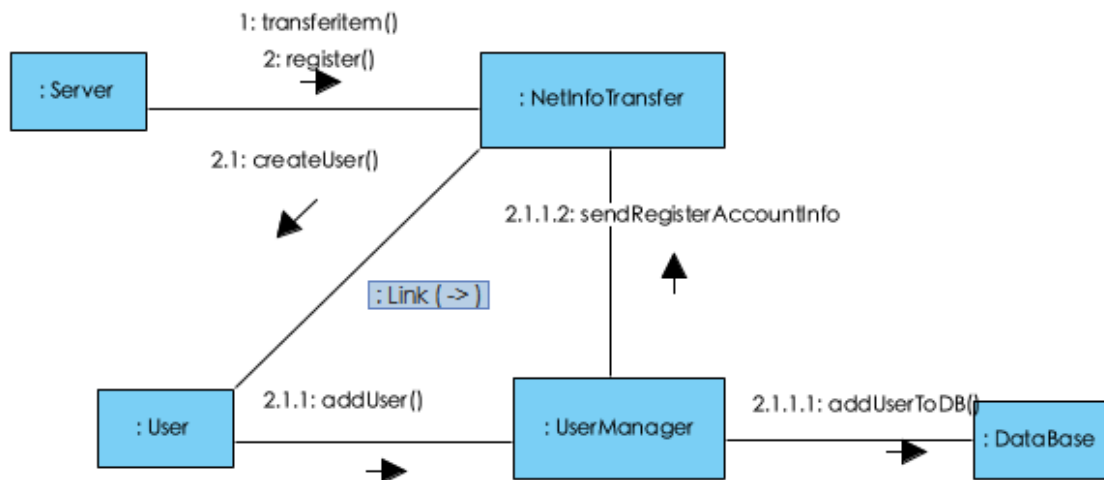 1: transferItem()
2: register()
: Server
: NetInfoTransfer
2.1: createUser()
2.1.1.2: sendRegisterAccountInfo
: Link ( -> )
2.1.1: addUser()
2.1.1.1: addUserToDB()
: User
: UserManager
: DataBase